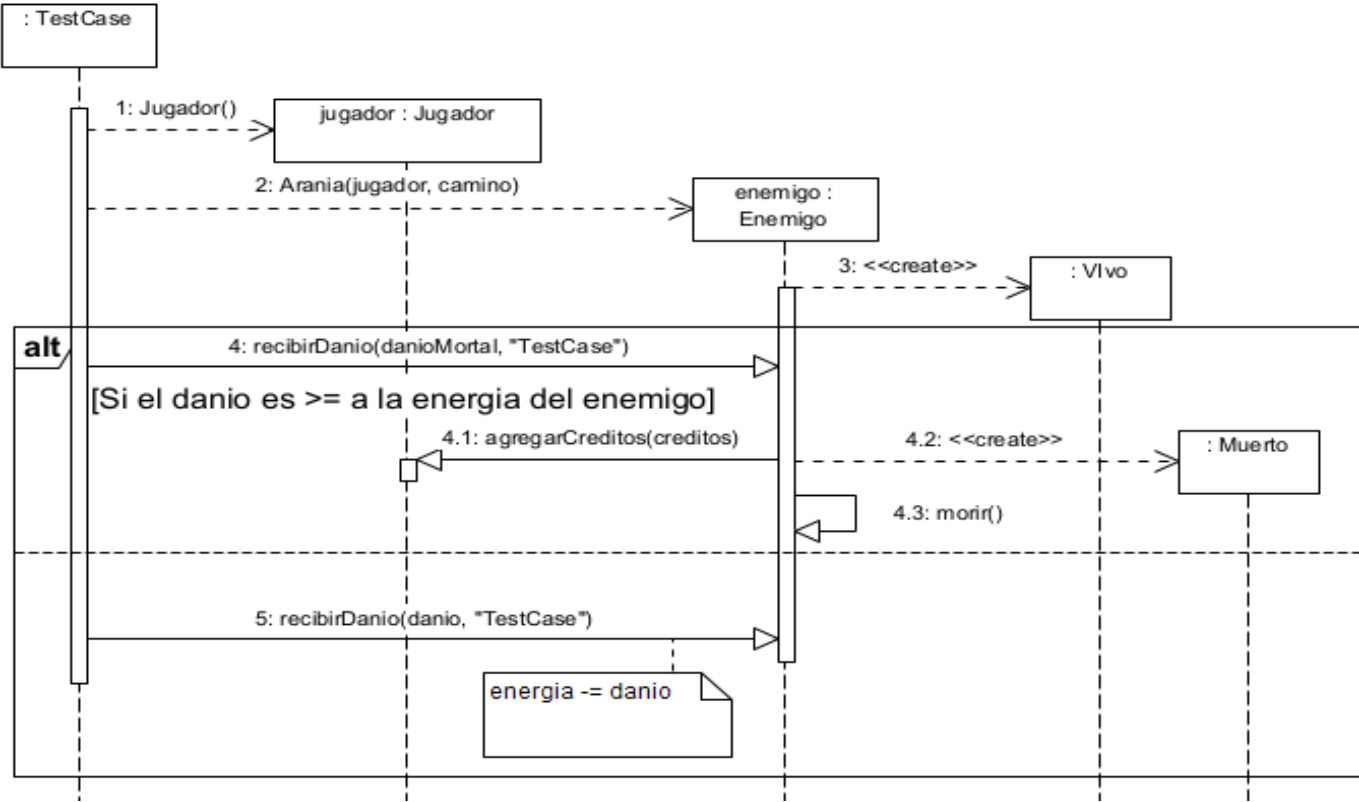 : TestCase
1: Jugador()
jugador : Jugador
2: Arania(jugador, camino)
enemigo :
Enemigo
3: <<create>>
: VIvo
alt
4: recibirDanio(danioMortal, "TestCase")
[Si el danio es >= a la energia del enemigo]
4.1: agregarCreditos(creditos)
4.2: <<create>>
: Muerto
4.3: morir()
5: recibirDanio(danio, "TestCase")
energia -= danio